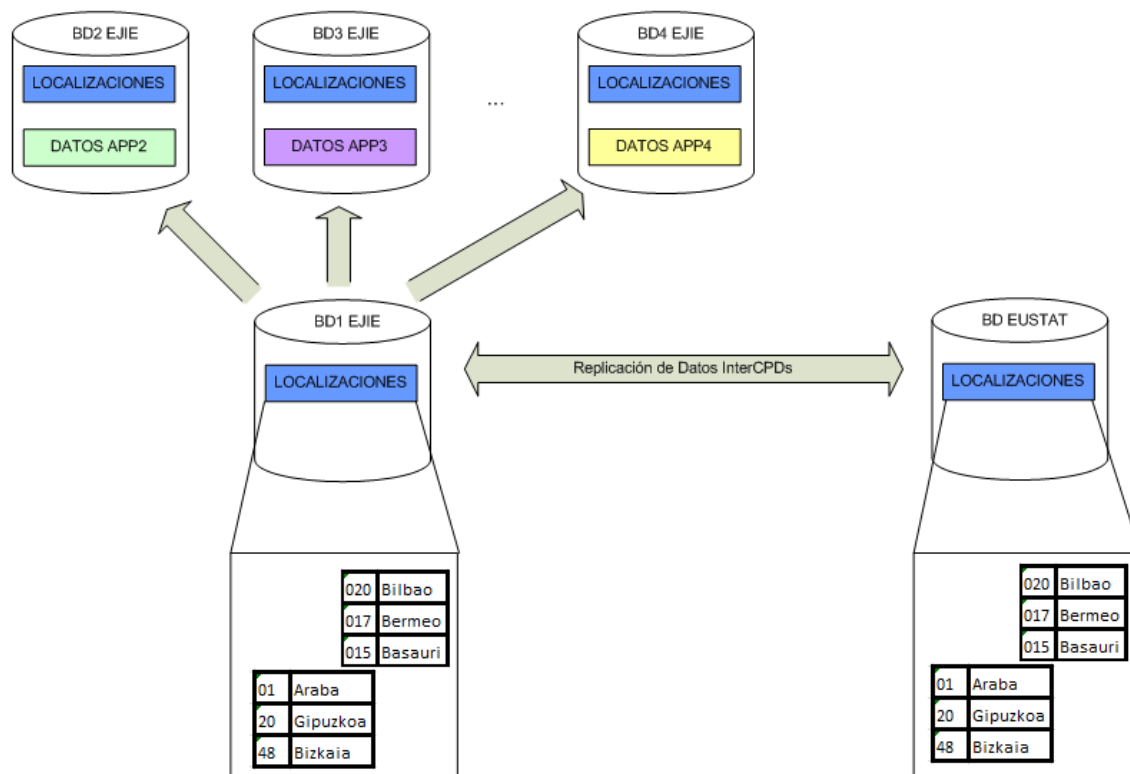 BD2 EJIE
LOCALIZACIONES
DATOS APP2
BD3 EJIE
LOCALIZACIONES
DATOS APP3
...
BD4 EJIE
LOCALIZACIONES
DATOS APP4
BD1 EJIE
LOCALIZACIONES
Replicación de Datos InterCPDs
BD EUSTAT
LOCALIZACIONES
020 Bilbao
017 Bermeo
015 Basauri
01 Araba
20 Gipuzkoa
48 Bizkaia
020 Bilbao
017 Bermeo
015 Basauri
01 Araba
20 Gipuzkoa
48 Bizkaia